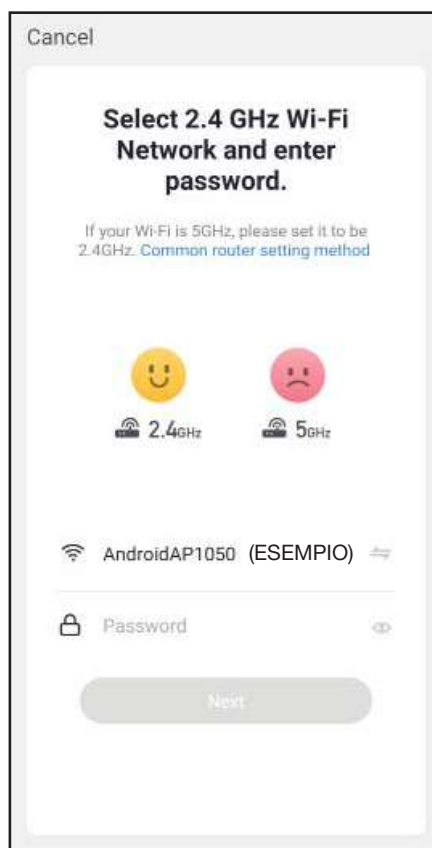 Cancel
Select 2.4 GHz Wi-Fi
Network and enter
password.
If your Wi-Fi is 5GHz, please set it to be
2.4GHz. Common router setting method
2.4GHz 5GHz
AndroidAP1050 (ESEMPIO)
Password
Next